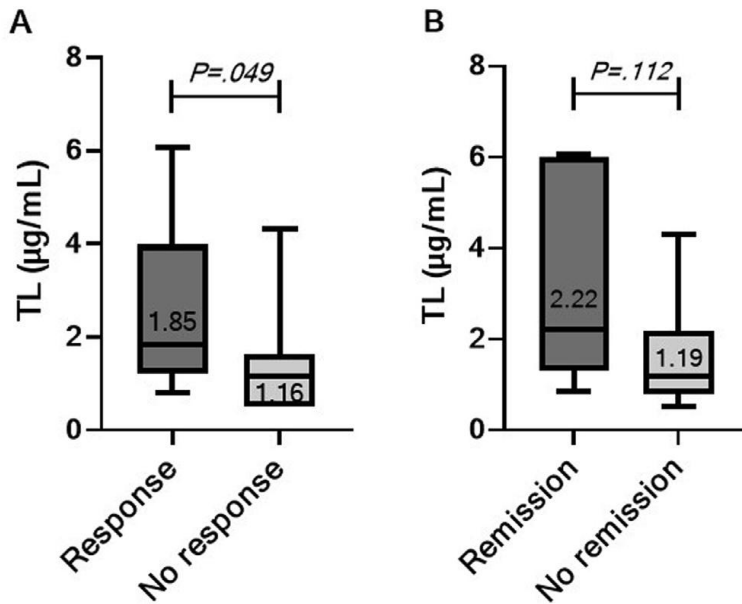 A
P=.049
TL (µg/mL)
8
6
4
2
0
1.85
1.16
Response
No response
B
P=.112
TL (µg/mL)
8
6
4
2
0
2.22
1.19
Remission
No remission